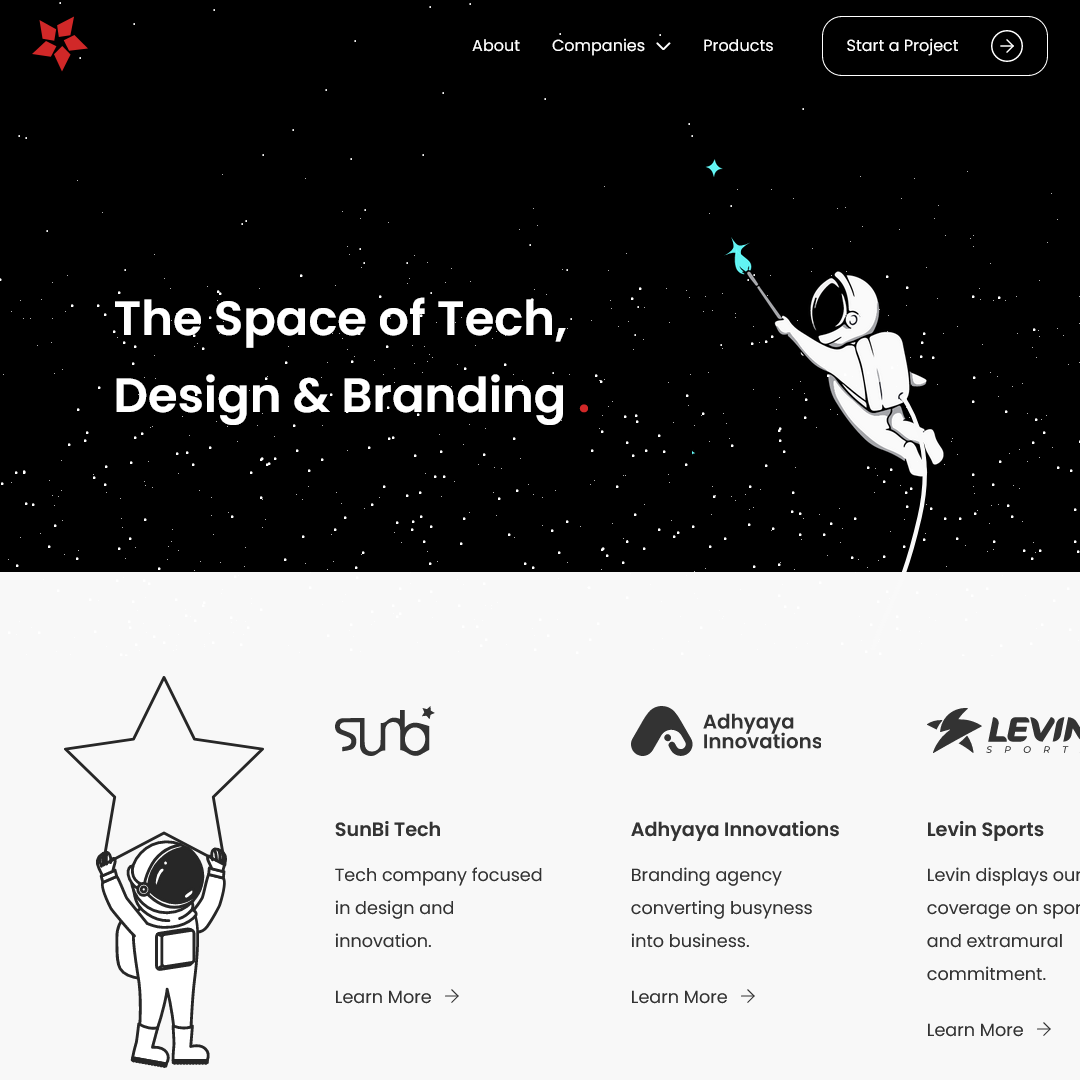 About
Companies
Products
Start a Project
The Space of Tech,
Design & Branding .
sunbi
Adhyaya
Innovations
LEVIN
SPORT
SunBi Tech
Tech company focused
in design and
innovation.
Learn More
Adhyaya Innovations
Branding agency
converting busyness
into business.
Learn More
Levin Sports
Levin displays our
coverage on spor
and extramural
commitment.
Learn More